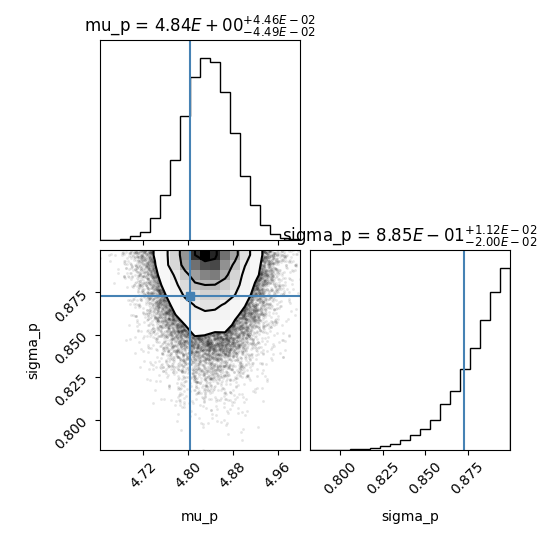 mu_p = 4.84E + 00+4.46E − 02 −4.49E − 02
sigma_p = 8.85E − 01+1.12E − 02 −2.00E − 02
0.875
0.850
0.825
0.800
sigma_p
4.72 4.80 4.88 4.96
0.800 0.825 0.850 0.875
mu_p sigma_p